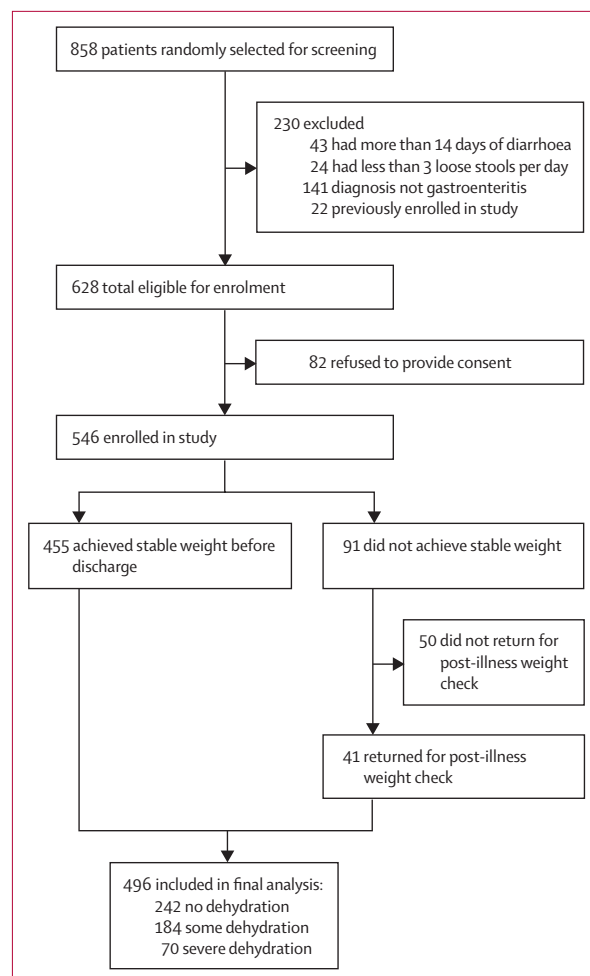 858 patients randomly selected for screening
230 excluded
43 had more than 14 days of diarrhoea
24 had less than 3 loose stools per day
141 diagnosis not gastroenteritis
22 previously enrolled in study
628 total eligible for enrolment
82 refused to provide consent
546 enrolled in study
455 achieved stable weight before
discharge
91 did not achieve stable weight
50 did not return for
post-illness weight
check
41 returned for post-illness
weight check
496 included in final analysis:
242 no dehydration
184 some dehydration
70 severe dehydration